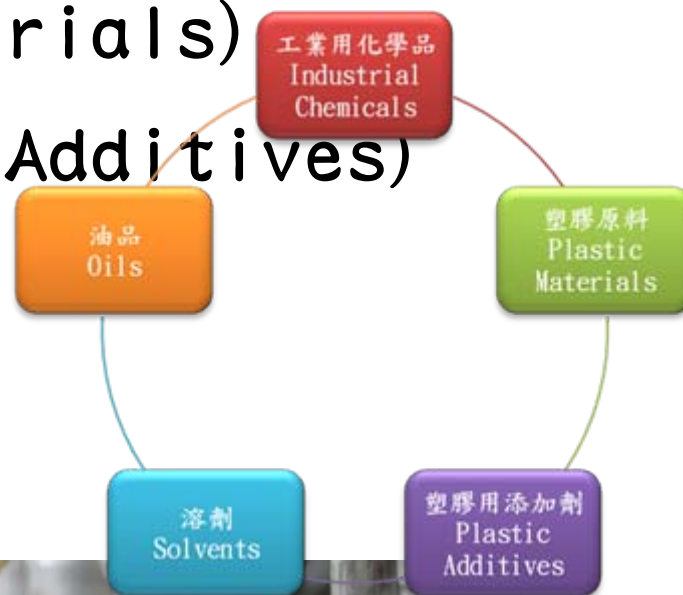 rials)
工業用化學品
Industrial
Chemicals
Additives)
油品
Oils
塑膠原料
Plastic
Materials
溶劑
Solvents
塑膠用添加劑
Plastic
Additives